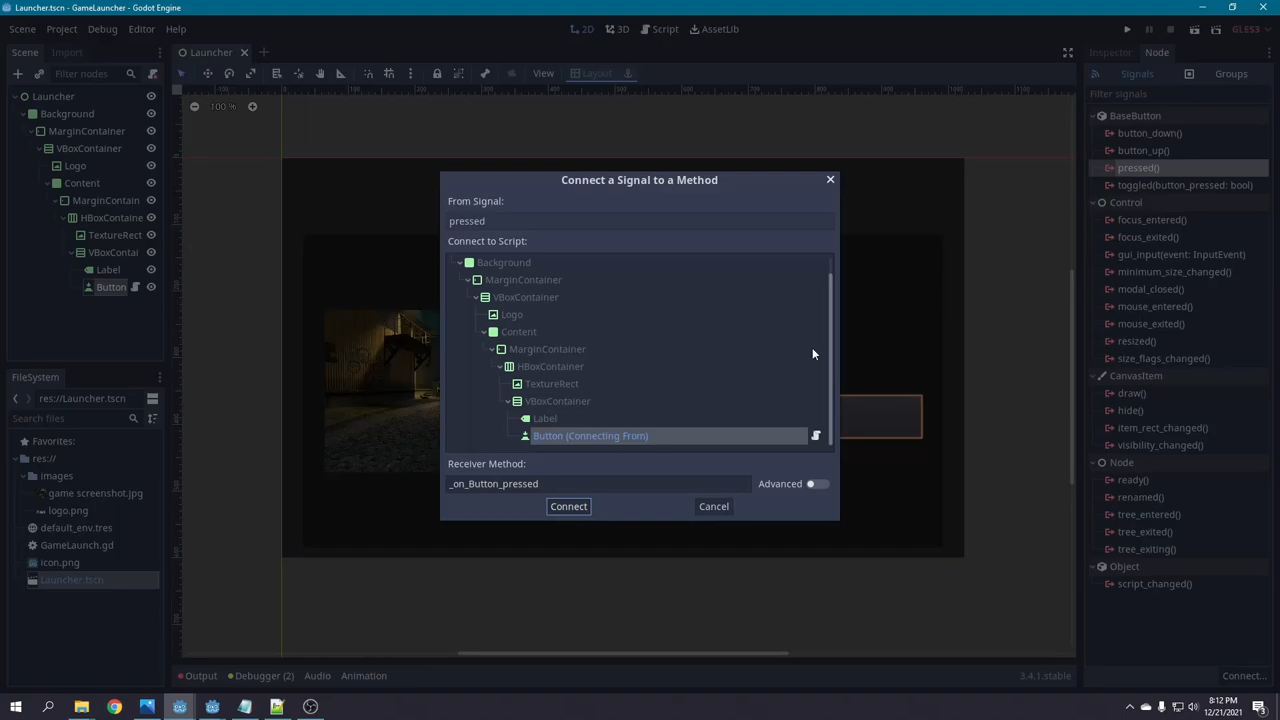 Launcher.tscn - GameLauncher - Godot Engine
Scene Project Debug Editor Help
2D 3D Script AssetLib
GLES3
Scene Import
Filter nodes
Launcher
Background
MarginContainer
VBoxContainer
Logo
Content
MarginContain
HBoxContaine
TextureRect
VBoxContai
Label
Button
FileSystem
res://Launcher.tscn
Search files
Favorites:
res://
images
game screenshot.jpg
logo.png
default_env.tres
GameLaunch.gd
icon.png
Launcher.tscn
Launcher
View Layout
100 %
Connect a Signal to a Method
From Signal:
pressed
Connect to Script:
Background
MarginContainer
VBoxContainer
Logo
Content
MarginContainer
HBoxContainer
TextureRect
VBoxContainer
Label
Button (Connecting From)
Receiver Method:
_on_Button_pressed
Advanced
Connect
Cancel
Output Debugger (2) Audio Animation
3.4.1.stable
Inspector Node
Signals Groups
Filter signals
BaseButton
button_down()
button_up()
pressed()
toggled(button_pressed: bool)
Control
focus_entered()
focus_exited()
gui_input(event: InputEvent)
minimum_size_changed()
modal_closed()
mouse_entered()
mouse_exited()
resized()
size_flags_changed()
CanvasItem
draw()
hide()
item_rect_changed()
visibility_changed()
Node
ready()
renamed()
tree_entered()
tree_exited()
tree_exiting()
Object
script_changed()
Connect...
8:12 PM
12/21/2021